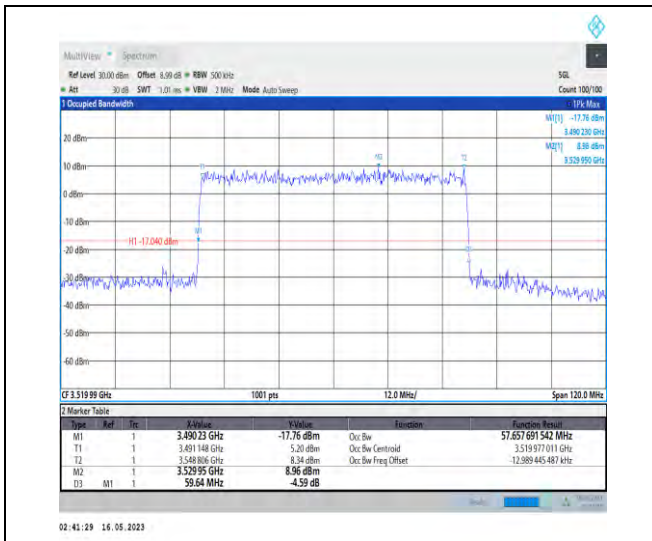 MultiView Spectrum
Ref Level 30.00 dBm Offset 8.99 dB RBW 500 kHz SGL
Att 30 dB SWT 1.01 ms VBW 2 MHz Mode Auto Sweep Count 100/100
1 Occupied Bandwidth 1Pk Max
M1[1] -17.76 dBm
3.490 230 GHz
M2[1] 8.98 dBm
3.529 950 GHz
20 dBm
10 dBm
0 dBm
-10 dBm
H1 -17.040 dBm
-20 dBm
-30 dBm
-40 dBm
-50 dBm
-60 dBm
M1
M2
CF 3.519 99 GHz 1001 pts 12.0 MHz/ Span 120.0 MHz
2 Marker Table
Type Ref Trc X-Value Y-Value Function Function Result
M1 1 3.490 23 GHz -17.76 dBm Occ Bw 57.657 691 542 MHz
T1 1 3.491 148 GHz 5.20 dBm Occ Bw Centroid 3.519 977 011 GHz
T2 1 3.548 806 GHz 8.34 dBm Occ Bw Freq Offset -12.989 445 487 kHz
M2 1 3.529 95 GHz 8.96 dBm
D3 M1 1 59.64 MHz -4.59 dB
02:41:29 16.05.2023